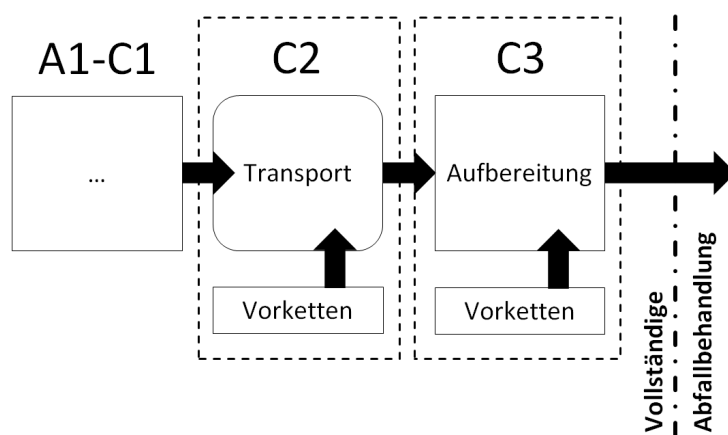 A1-C1
C2
C3
...
Transport
Aufbereitung
Vorketten
Vorketten
Vollständige
Abfallbehandlung